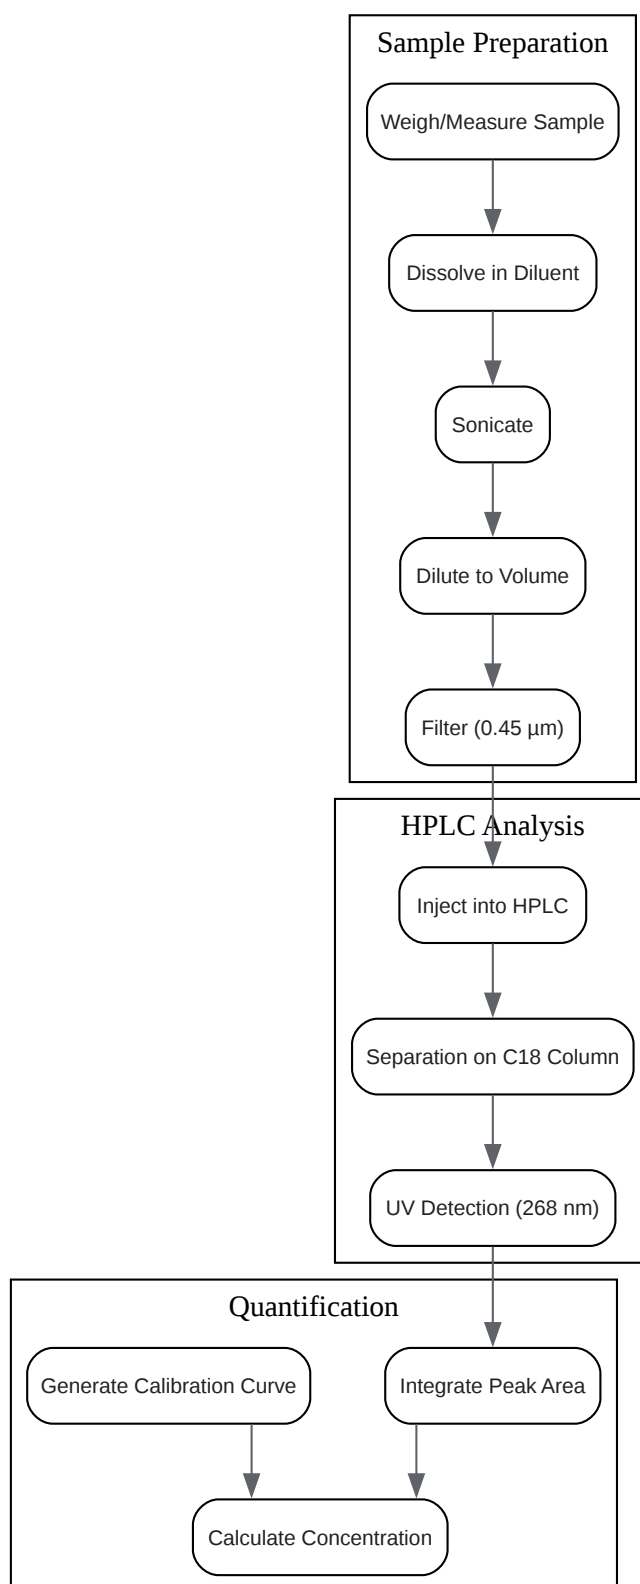 Sample Preparation
Weigh/Measure Sample
Dissolve in Diluent
Sonicate
Dilute to Volume
Filter (0.45 µm)
HPLC Analysis
Inject into HPLC
Separation on C18 Column
UV Detection (268 nm)
Quantification
Generate Calibration Curve
Integrate Peak Area
Calculate Concentration